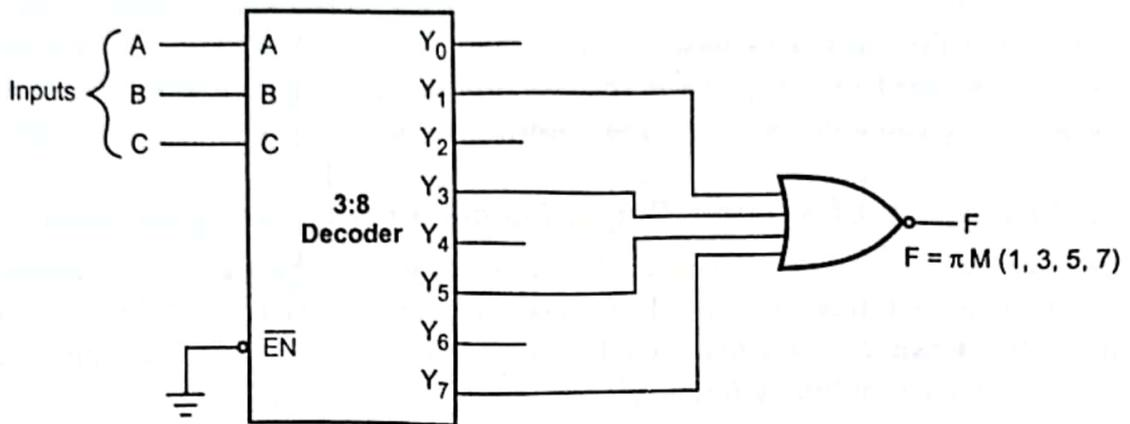 Inputs
A
B
C
A
B
C
3:8
Decoder
EN
Y0
Y1
Y2
Y3
Y4
Y5
Y6
Y7
F
F = π M (1, 3, 5, 7)